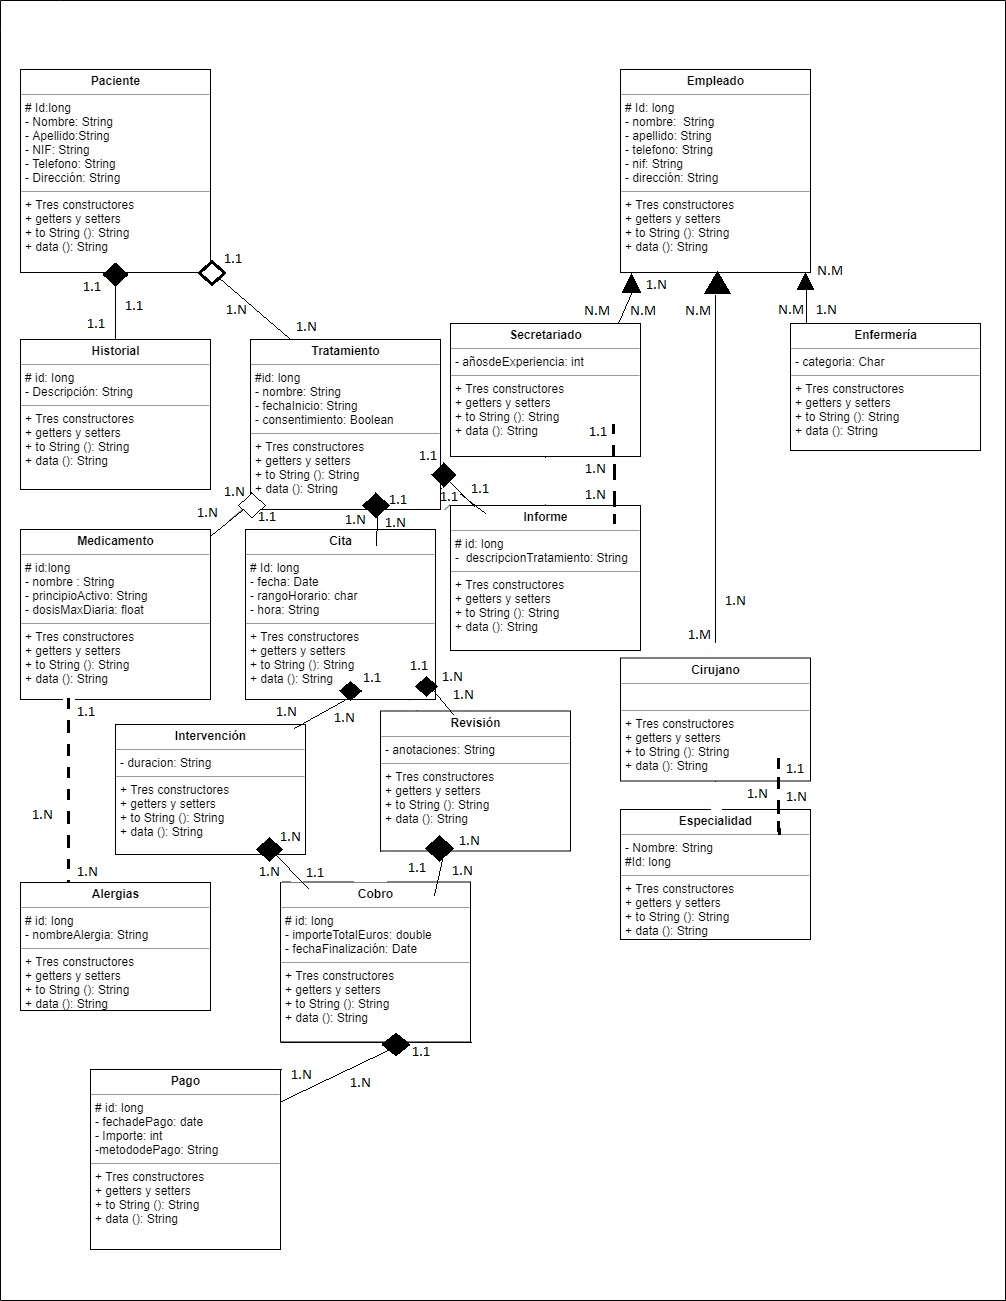 Paciente
# Id:long
- Nombre: String
- Apellido:String
- NIF: String
- Telefono: String
- Dirección: String
+ Tres constructores
+ getters y setters
+ to String (): String
+ data (): String
Empleado
# Id: long
- nombre: String
- apellido: String
- telefono: String
- nif: String
- dirección: String
+ Tres constructores
+ getters y setters
+ to String (): String
+ data (): String
1.1
1.1
1.1
1.1
1.N
1.N
1.N
N.M
N.M
N.M
N.M
N.M
1.N
Historial
# id: long
- Descripción: String
+ Tres constructores
+ getters y setters
+ to String (): String
+ data (): String
Tratamiento
#id: long
- nombre: String
- fechaInicio: String
- consentimiento: Boolean
+ Tres constructores
+ getters y setters
+ to String (): String
+ data (): String
Secretariado
- añosdeExperiencia: int
+ Tres constructores
+ getters y setters
+ to String (): String
+ data (): String
1.1
1.N
1.N
Enfermería
- categoria: Char
+ Tres constructores
+ getters y setters
+ to String (): String
+ data (): String
1.1
1.1
1.1
1.N
1.N
1.1
1.1
1.N
1.N
Medicamento
# id:long
- nombre : String
- principioActivo: String
- dosisMaxDiaria: float
+ Tres constructores
+ getters y setters
+ to String (): String
+ data (): String
Cita
# Id: long
- fecha: Date
- rangoHorario: char
- hora: String
+ Tres constructores
+ getters y setters
+ to String (): String
+ data (): String
Informe
# id: long
- descripcionTratamiento: String
+ Tres constructores
+ getters y setters
+ to String (): String
+ data (): String
1.N
1.M
Cirujano
+ Tres constructores
+ getters y setters
+ to String (): String
+ data (): String
1.1
1.N
1.N
1.1
1.N
1.N
1.1
1.N
1.N
1.1
1.N
1.N
Intervención
- duracion: String
+ Tres constructores
+ getters y setters
+ to String (): String
+ data (): String
Revisión
- anotaciones: String
+ Tres constructores
+ getters y setters
+ to String (): String
+ data (): String
Especialidad
- Nombre: String
#Id: long
+ Tres constructores
+ getters y setters
+ to String (): String
+ data (): String
1.N
1.N
1.1
1.N
1.1
1.N
Alergias
# id: long
- nombreAlergia: String
+ Tres constructores
+ getters y setters
+ to String (): String
+ data (): String
Cobro
# id: long
- importeTotalEuros: double
- fechaFinalización: Date
+ Tres constructores
+ getters y setters
+ to String (): String
+ data (): String
1.1
1.N
1.N
Pago
# id: long
- fechadePago: date
- Importe: int
-metododePago: String
+ Tres constructores
+ getters y setters
+ to String (): String
+ data (): String